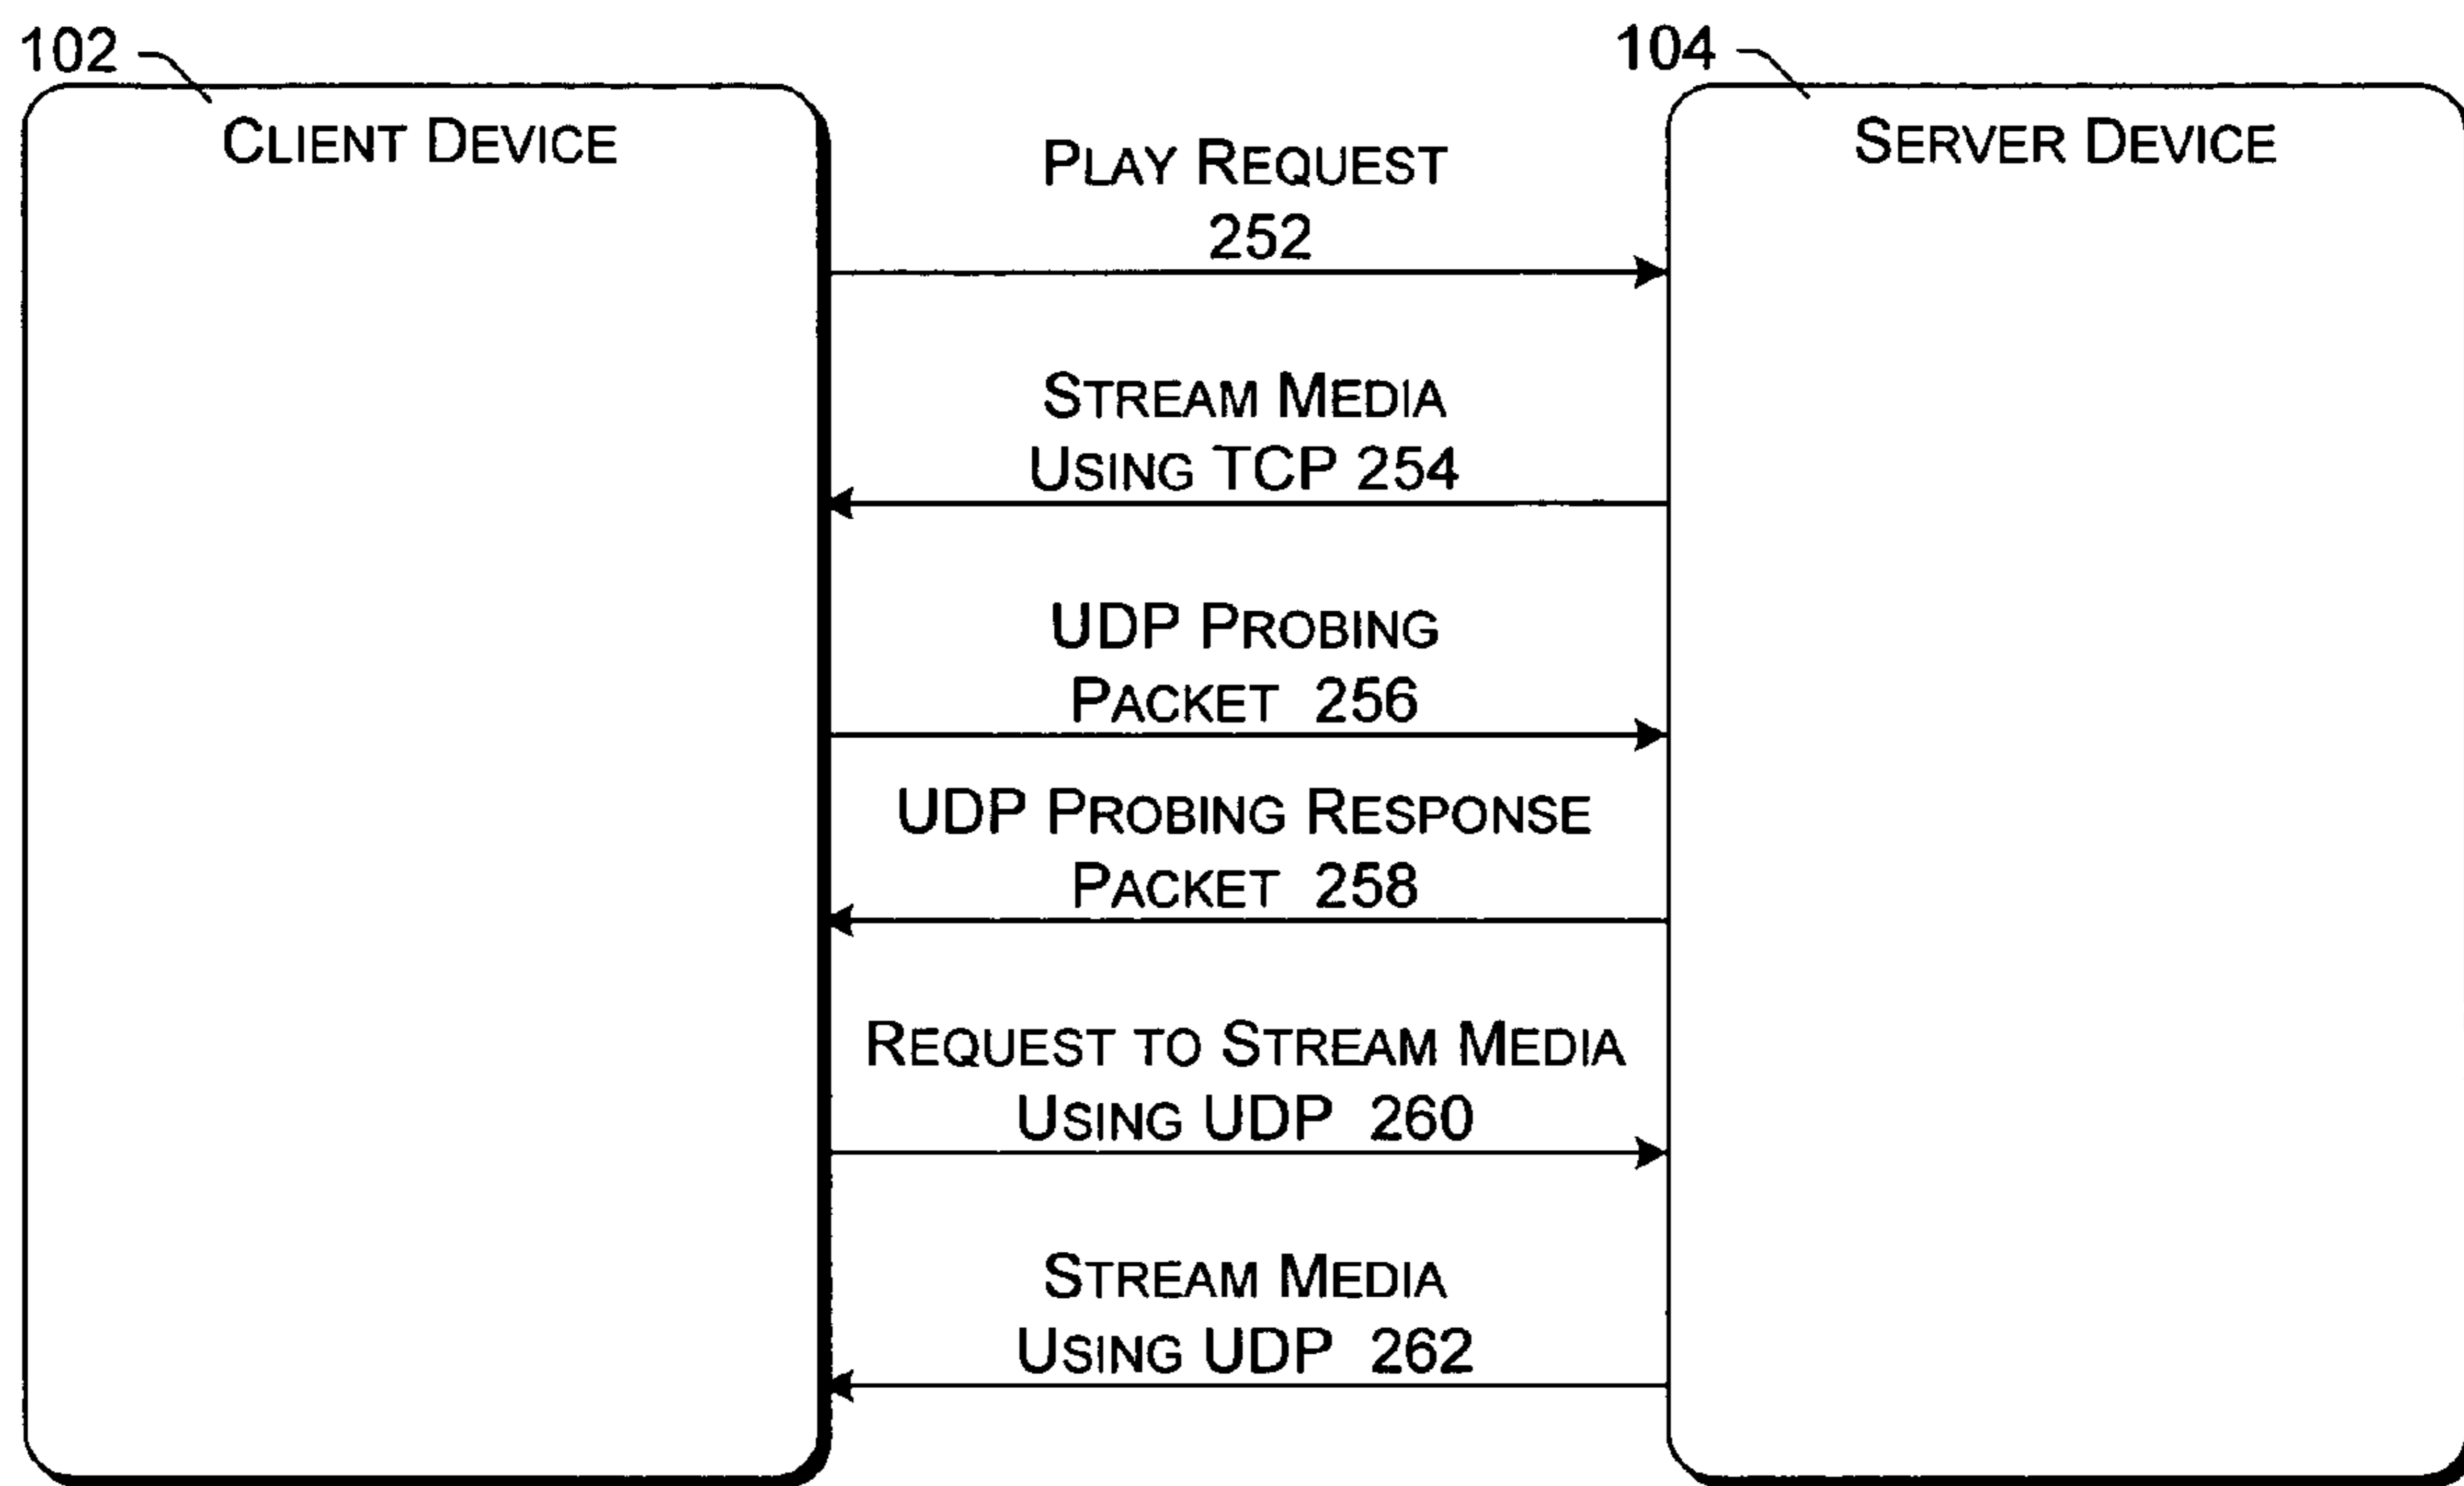 102
104
CLIENT DEVICE
SERVER DEVICE
PLAY REQUEST
252
STREAM MEDIA
USING TCP 254
UDP PROBING
PACKET 256
UDP PROBING RESPONSE
PACKET 258
REQUEST TO STREAM MEDIA
USING UDP 260
STREAM MEDIA
USING UDP 262